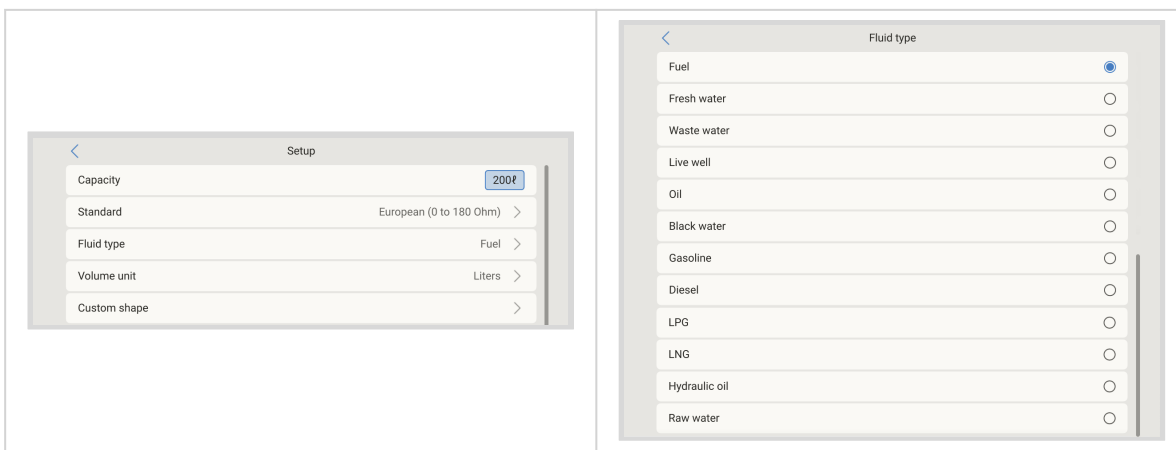 Setup
Capacity 200ℓ
Standard European (0 to 180 Ohm)
Fluid type Fuel
Volume unit Liters
Custom shape
Fluid type
Fuel
Fresh water
Waste water
Live well
Oil
Black water
Gasoline
Diesel
LPG
LNG
Hydraulic oil
Raw water